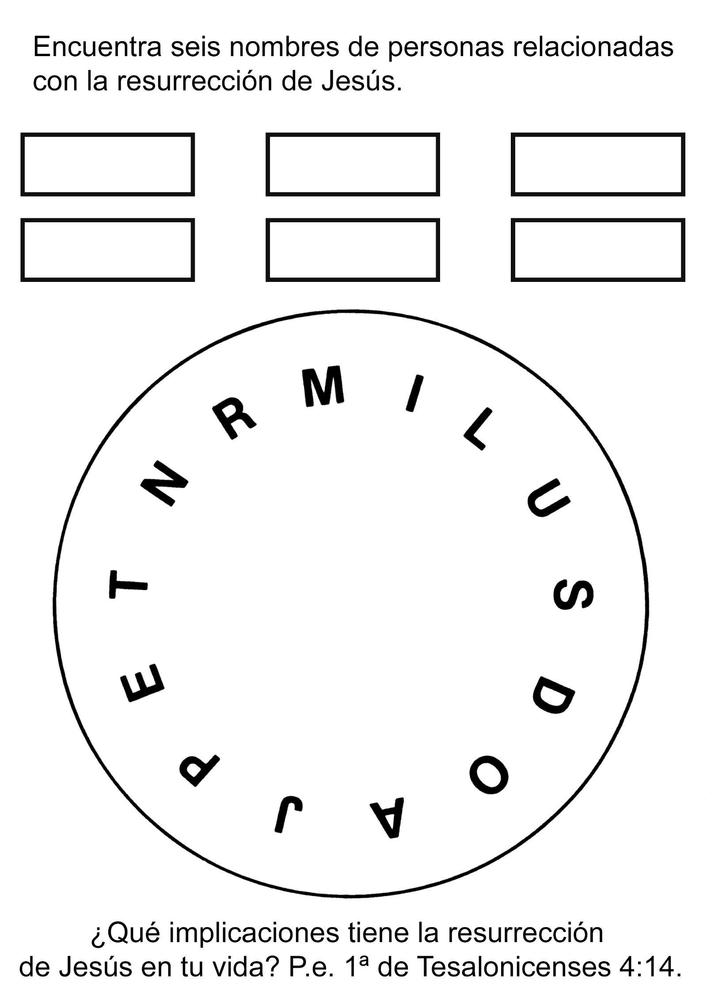 Encuentra seis nombres de personas relacionadas
con la resurrección de Jesús.
M I L U S D O A J P E T N R
¿Qué implicaciones tiene la resurrección
de Jesús en tu vida? P.e. 1ª de Tesalonicenses 4:14.